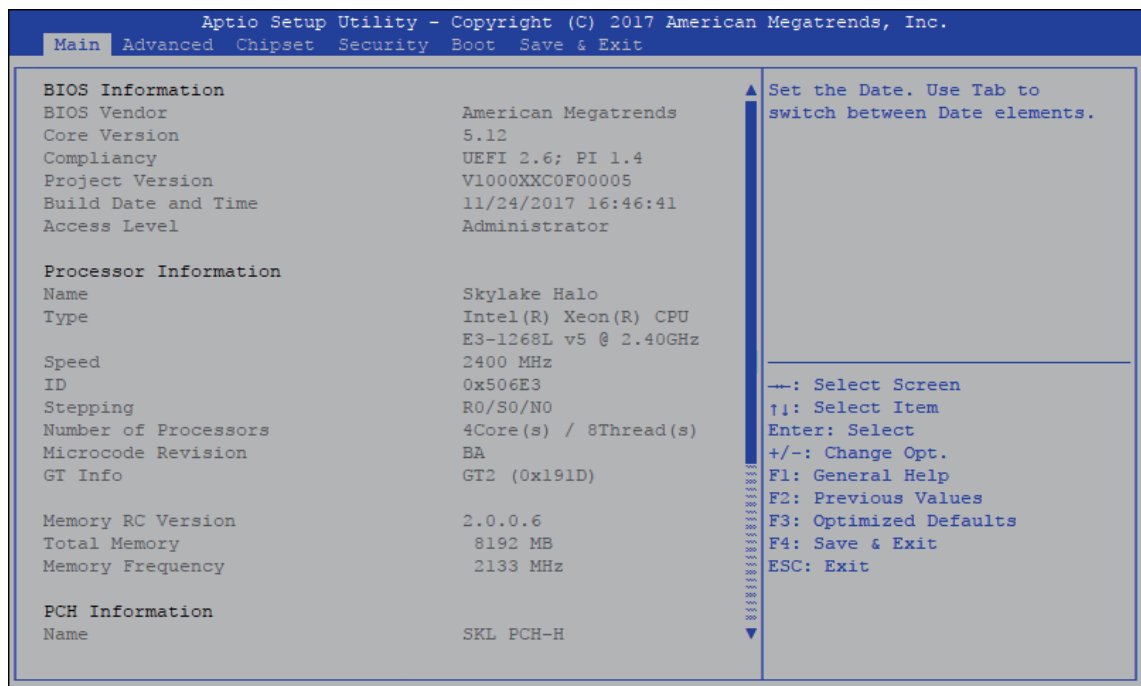 Aptio Setup Utility – Copyright (C) 2017 American Megatrends, Inc.
Main Advanced Chipset Security Boot Save & Exit
BIOS Information
BIOS Vendor American Megatrends
Core Version 5.12
Compliancy UEFI 2.6; PI 1.4
Project Version V1000XXC0F00005
Build Date and Time 11/24/2017 16:46:41
Access Level Administrator
Processor Information
Name Skylake Halo
Type Intel(R) Xeon(R) CPU
E3-1268L v5 @ 2.40GHz
Speed 2400 MHz
ID 0x506E3
Stepping R0/S0/N0
Number of Processors 4Core(s) / 8Thread(s)
Microcode Revision BA
GT Info GT2 (0x191D)
Memory RC Version 2.0.0.6
Total Memory 8192 MB
Memory Frequency 2133 MHz
PCH Information
Name SKL PCH-H
Set the Date. Use Tab to
switch between Date elements.
→←: Select Screen
↑↓: Select Item
Enter: Select
+/-: Change Opt.
F1: General Help
F2: Previous Values
F3: Optimized Defaults
F4: Save & Exit
ESC: Exit